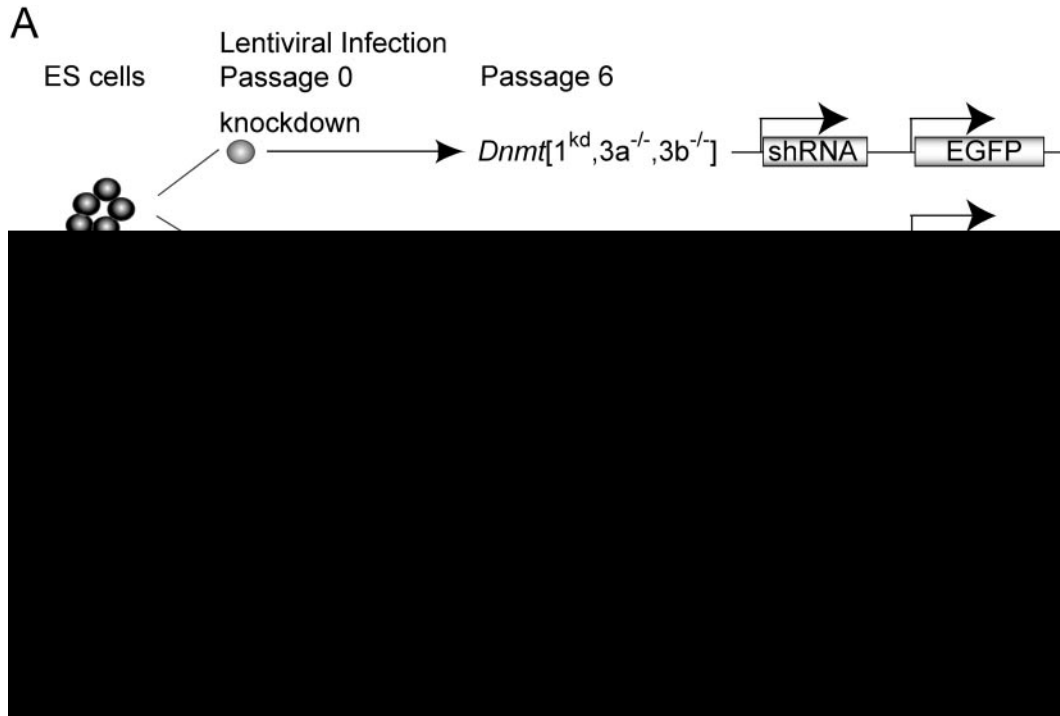 A
Lentiviral Infection
ES cells Passage 0 Passage 6
knockdown
Dnmt[1kd,3a-/-,3b-/-] shRNA EGFP